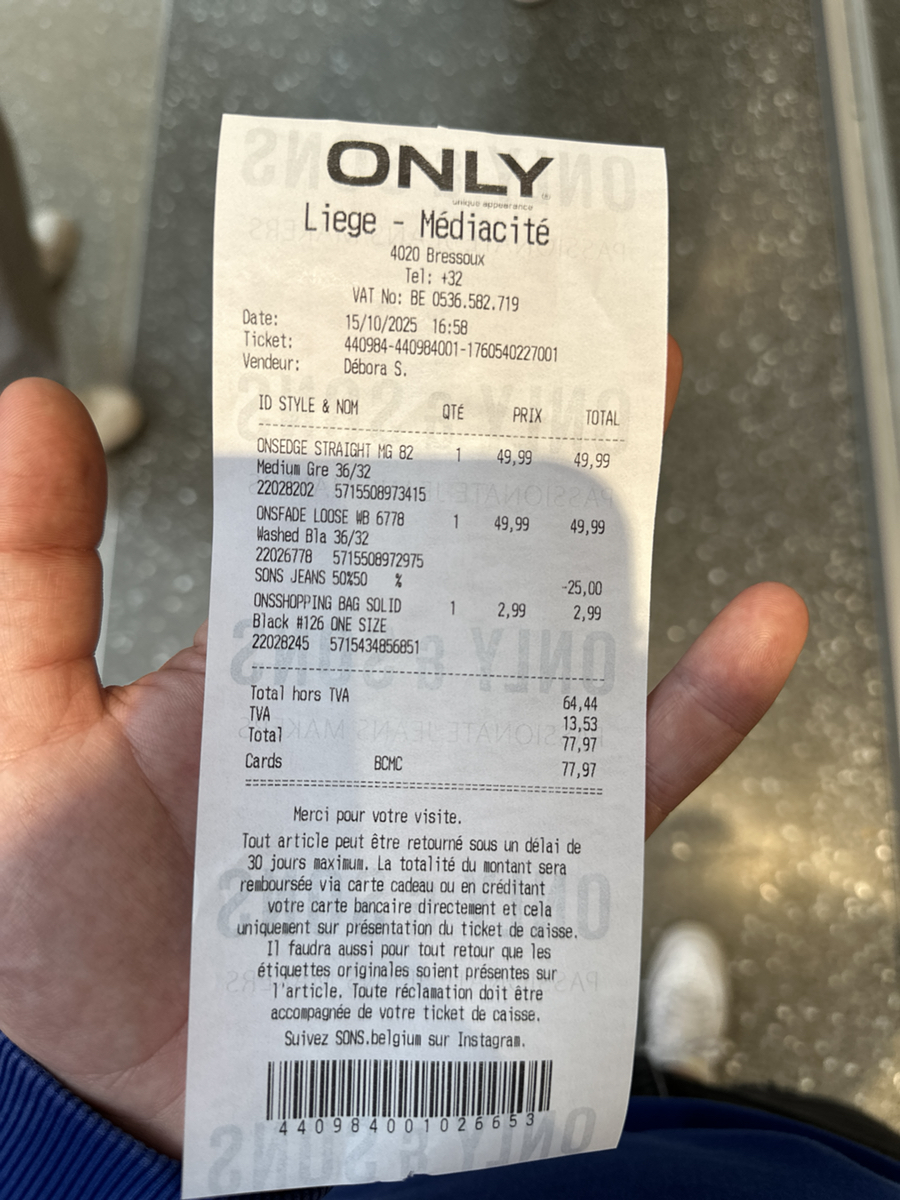 ONLY
unique appearance
Liege - Médiacité
4020 Bressoux
Tel: +32
VAT No: BE 0536.582.719
Date: 15/10/2025 16:58
Ticket: 440984-440984001-1760540227001
Vendeur: Débora S.
ID STYLE & NOM QTÉ PRIX TOTAL
ONSEDGE STRAIGHT MG 82 1 49,99 49,99
Medium Gre 36/32
22028202 5715508973415
ONSFADE LOOSE WB 6778 1 49,99 49,99
Washed Bla 36/32
22026778 5715508972975
SONS JEANS 50%50 % -25,00
ONSSHOPPING BAG SOLID 1 2,99 2,99
Black #126 ONE SIZE
22028245 5715434856851
Total hors TVA 64,44
TVA 13,53
Total 77,97
Cards BCMC 77,97
Merci pour votre visite.
Tout article peut être retourné sous un délai de
30 jours maximum. La totalité du montant sera
remboursée via carte cadeau ou en créditant
votre carte bancaire directement et cela
uniquement sur présentation du ticket de caisse.
Il faudra aussi pour tout retour que les
étiquettes originales soient présentes sur
l'article. Toute réclamation doit être
accompagnée de votre ticket de caisse.
Suivez SONS.belgium sur Instagram.
440984001026653